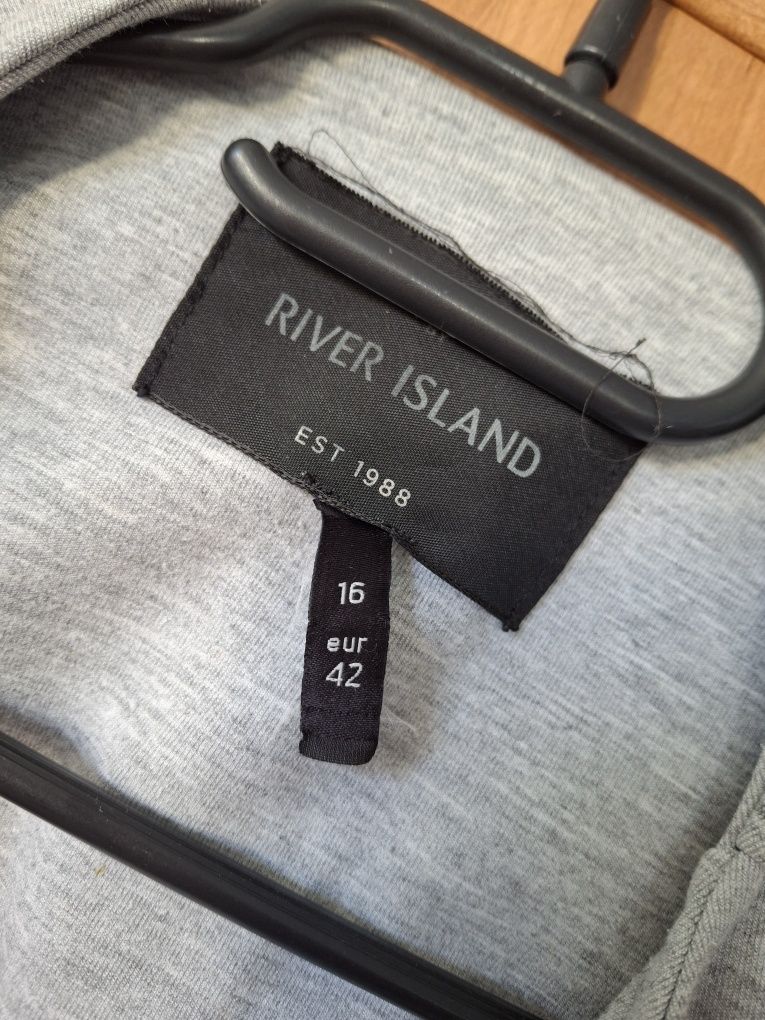 RIVER ISLAND
EST 1988
16
eur
42